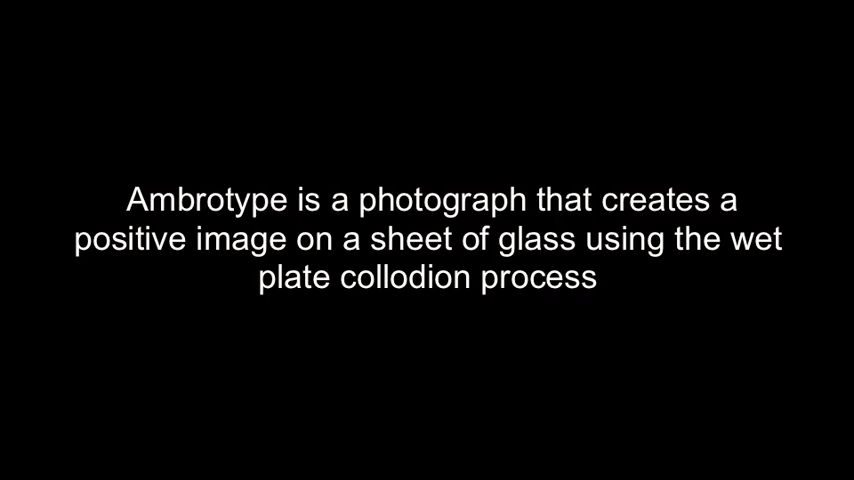 Ambrotype is a photograph that creates a
positive image on a sheet of glass using the wet
plate collodion process